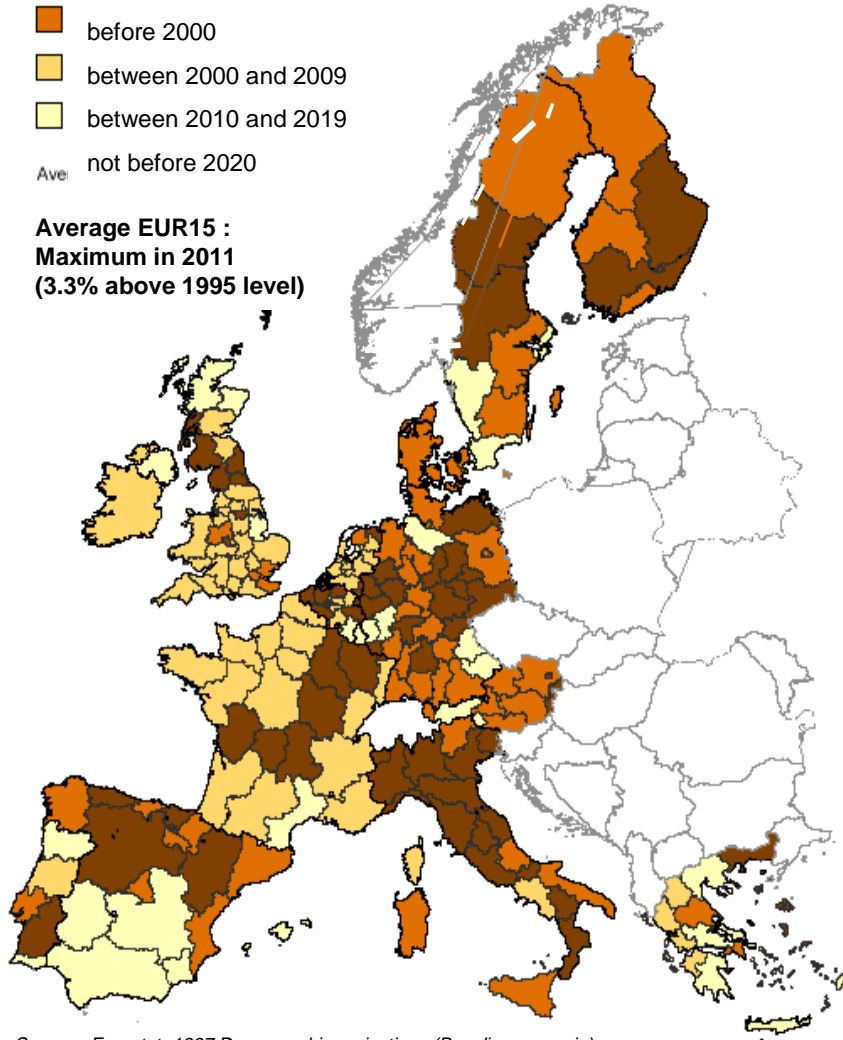 before 2000
between 2000 and 2009
between 2010 and 2019
not before 2020
Ave
Average EUR15 :
Maximum in 2011
(3.3% above 1995 level)